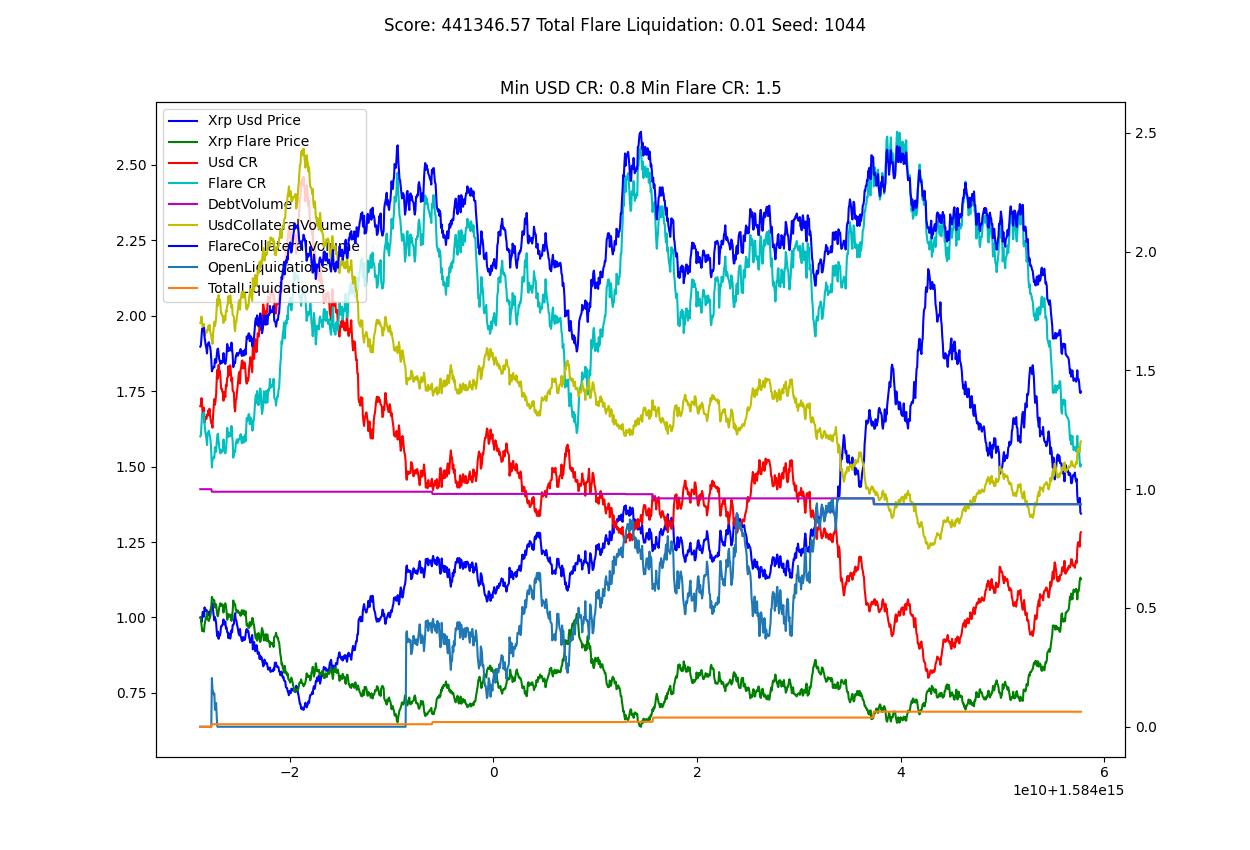 Score: 441346.57 Total Flare Liquidation: 0.01 Seed: 1044
Min USD CR: 0.8 Min Flare CR: 1.5
Xrp Usd Price
Xrp Flare Price
Usd CR
Flare CR
DebtVolume
UsdCollateralVolume
FlareCollateralVolume
OpenLiquidations
TotalLiquidations
2.50
2.25
2.00
1.75
1.50
1.25
1.00
0.75
2.5
2.0
1.5
1.0
0.5
0.0
−2
0
2
4
6
1e10+1.584e15